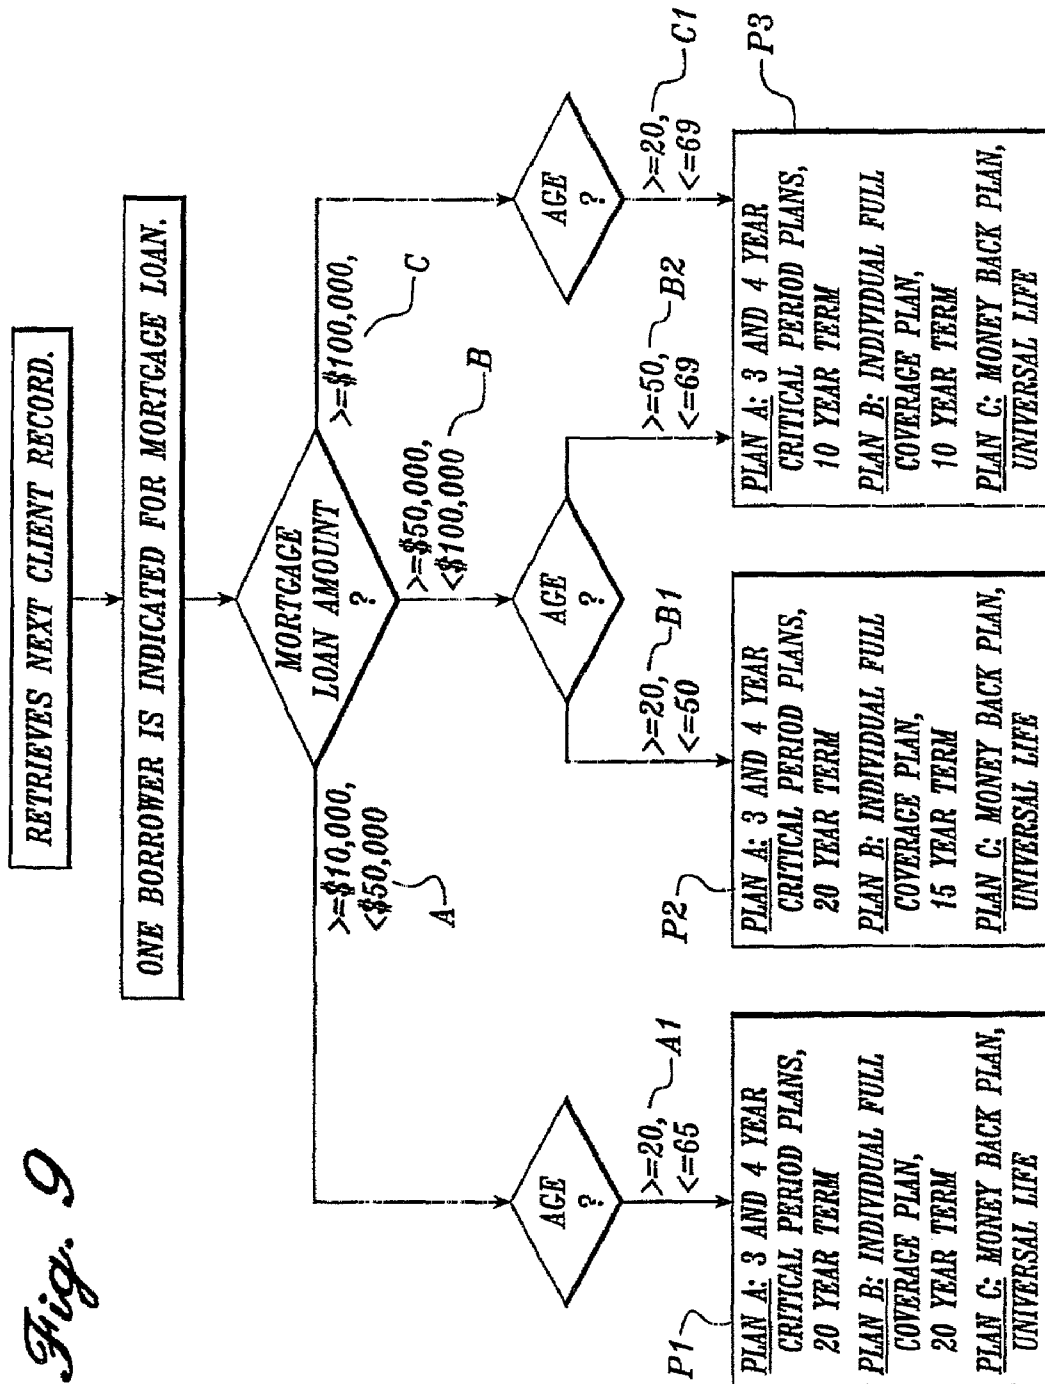 Fig. 9
RETRIEVES NEXT CLIENT RECORD.
ONE BORROWER IS INDICATED FOR MORTGAGE LOAN.
MORTGAGE
LOAN AMOUNT
?
>=$10,000,
<$50,000
A
>=$50,000,
<$100,000
B
>=$100,000,
C
AGE
?
>=20,
<=65
A1
AGE
?
>=20,
<=50
B1
>=50,
<=69
B2
AGE
?
>=20,
<=69
C1
P1
PLAN A: 3 AND 4 YEAR
CRITICAL PERIOD PLANS,
20 YEAR TERM
PLAN B: INDIVIDUAL FULL
COVERAGE PLAN,
20 YEAR TERM
PLAN C: MONEY BACK PLAN,
UNIVERSAL LIFE
P2
PLAN A: 3 AND 4 YEAR
CRITICAL PERIOD PLANS,
20 YEAR TERM
PLAN B: INDIVIDUAL FULL
COVERAGE PLAN,
15 YEAR TERM
PLAN C: MONEY BACK PLAN,
UNIVERSAL LIFE
P3
PLAN A: 3 AND 4 YEAR
CRITICAL PERIOD PLANS,
10 YEAR TERM
PLAN B: INDIVIDUAL FULL
COVERAGE PLAN,
10 YEAR TERM
PLAN C: MONEY BACK PLAN,
UNIVERSAL LIFE